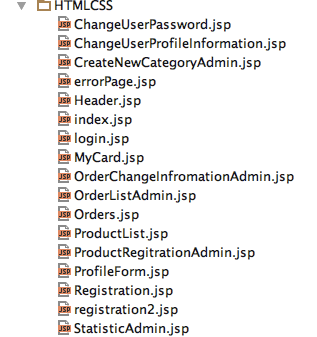 HTMLCSS
ChangeUserPassword.jsp
ChangeUserProfileInformation.jsp
CreateNewCategoryAdmin.jsp
errorPage.jsp
Header.jsp
index.jsp
login.jsp
MyCard.jsp
OrderChangeInfromationAdmin.jsp
OrderListAdmin.jsp
Orders.jsp
ProductList.jsp
ProductRegitrationAdmin.jsp
ProfileForm.jsp
Registration.jsp
registration2.jsp
StatisticAdmin.jsp